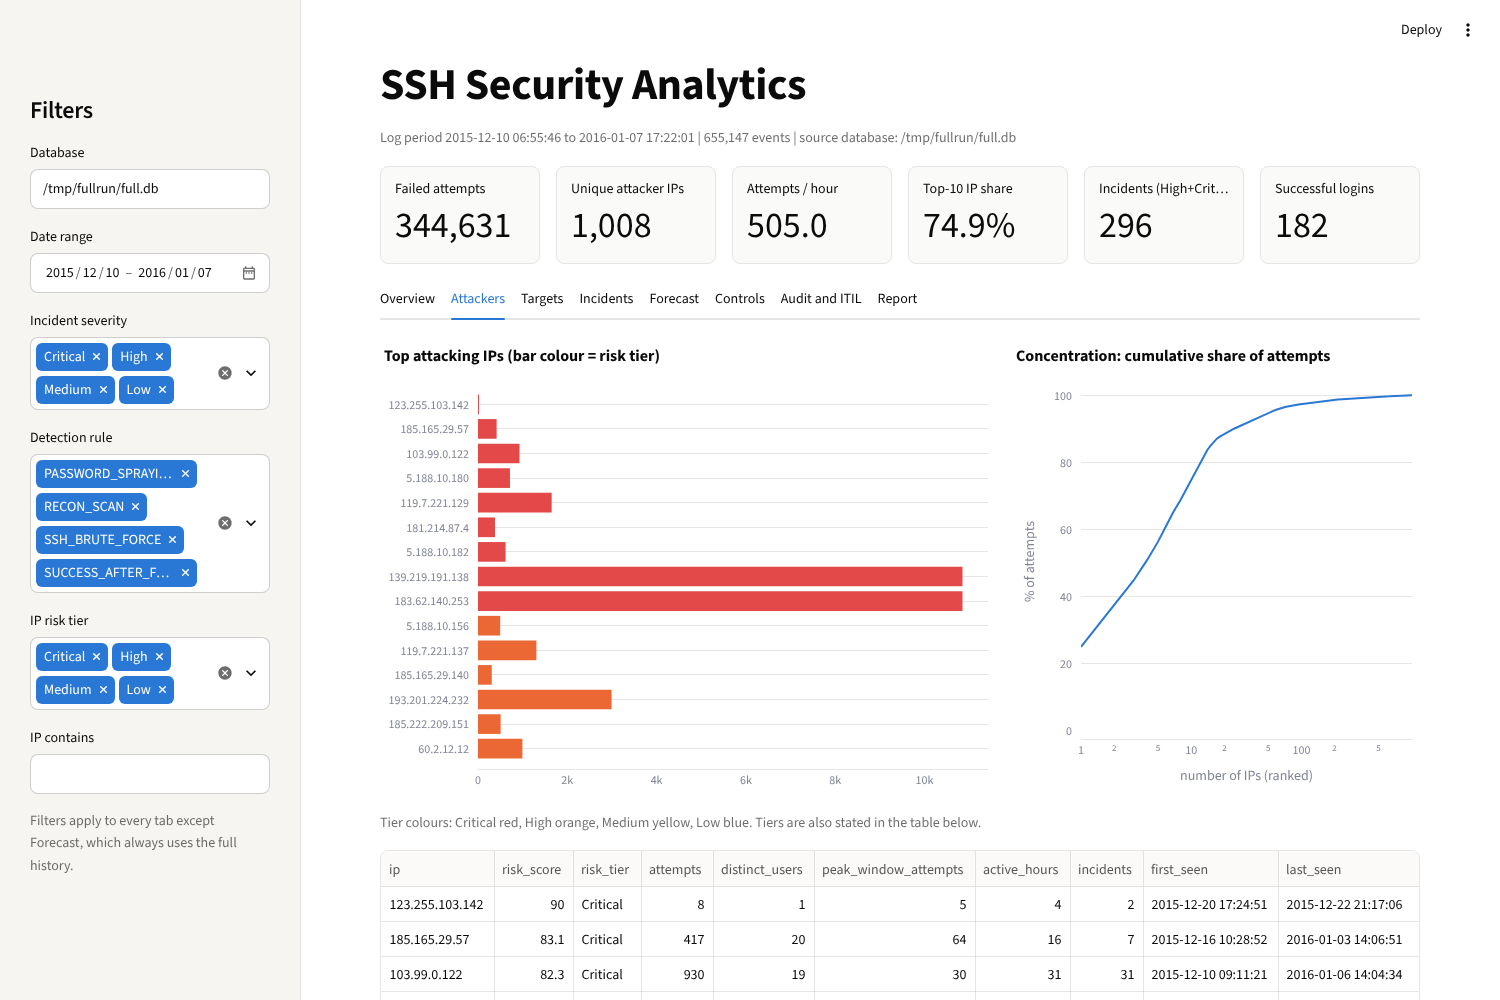 Deploy
Filters
Database
/tmp/fullrun/full.db
Date range
2015 / 12 / 10 – 2016 / 01 / 07
Incident severity
Critical × High ×
Medium × Low ×
Detection rule
PASSWORD_SPRAYI... ×
RECON_SCAN ×
SSH_BRUTE_FORCE ×
SUCCESS_AFTER_F... ×
IP risk tier
Critical × High ×
Medium × Low ×
IP contains
Filters apply to every tab except
Forecast, which always uses the full
history.
SSH Security Analytics
Log period 2015-12-10 06:55:46 to 2016-01-07 17:22:01 | 655,147 events | source database: /tmp/fullrun/full.db
Failed attempts
344,631
Unique attacker IPs
1,008
Attempts / hour
505.0
Top-10 IP share
74.9%
Incidents (High+Crit...
296
Successful logins
182
Overview Attackers Targets Incidents Forecast Controls Audit and ITIL Report
Top attacking IPs (bar colour = risk tier)
123.255.103.142
185.165.29.57
103.99.0.122
5.188.10.180
119.7.221.129
181.214.87.4
5.188.10.182
139.219.191.138
183.62.140.253
5.188.10.156
119.7.221.137
185.165.29.140
193.201.224.232
185.222.209.151
60.2.12.12
0 2k 4k 6k 8k 10k
Concentration: cumulative share of attempts
% of attempts
100
80
60
40
20
0
1 2 5 10 2 5 100 2 5
number of IPs (ranked)
Tier colours: Critical red, High orange, Medium yellow, Low blue. Tiers are also stated in the table below.
ip risk_score risk_tier attempts distinct_users peak_window_attempts active_hours incidents first_seen last_seen
123.255.103.142 90 Critical 8 1 5 4 2 2015-12-20 17:24:51 2015-12-22 21:17:06
185.165.29.57 83.1 Critical 417 20 64 16 7 2015-12-16 10:28:52 2016-01-03 14:06:51
103.99.0.122 82.3 Critical 930 19 30 31 31 2015-12-10 09:11:21 2016-01-06 14:04:34